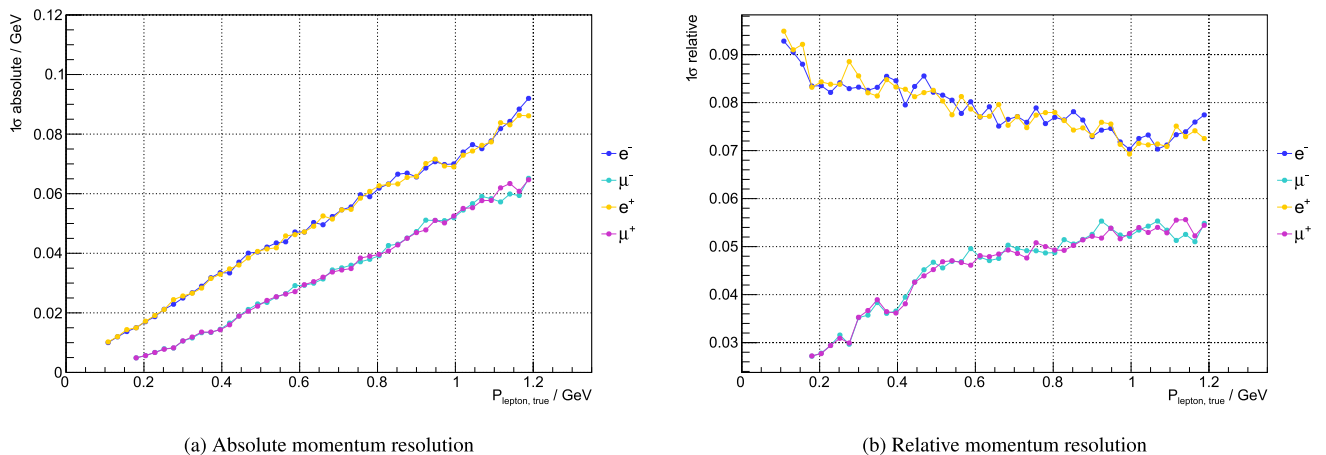 1σ absolute / GeV
0.12
0.1
0.08
0.06
0.04
0.02
0
0 0.2 0.4 0.6 0.8 1 1.2
P lepton, true / GeV
e⁻
μ⁻
e⁺
μ⁺
(a) Absolute momentum resolution
1σ relative
0.09
0.08
0.07
0.06
0.05
0.04
0.03
0 0.2 0.4 0.6 0.8 1 1.2
P lepton, true / GeV
e⁻
μ⁻
e⁺
μ⁺
(b) Relative momentum resolution